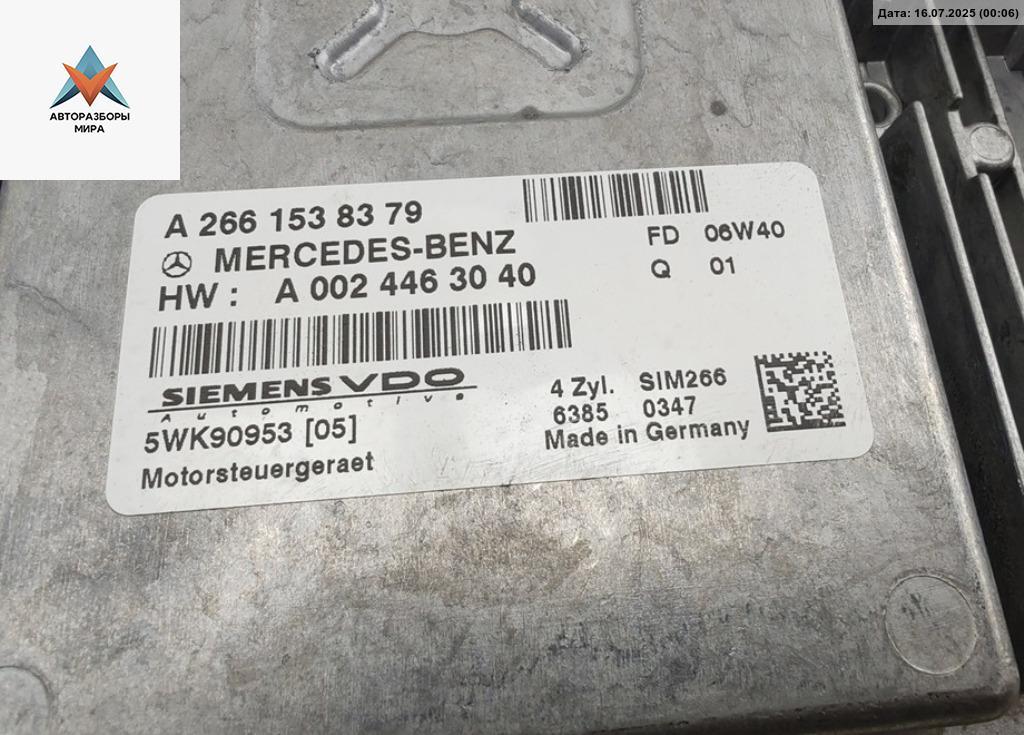 Дата: 16.07.2025 (00:06)
АВТОРАЗБОРЫ
МИРА
A 266 153 83 79
MERCEDES-BENZ
HW : A 002 446 30 40
FD 06W40
Q 01
SIEMENS VDO
Automotive
5WK90953 [05]
Motorsteuergeraet
4 Zyl. SIM266
6385 0347
Made in Germany